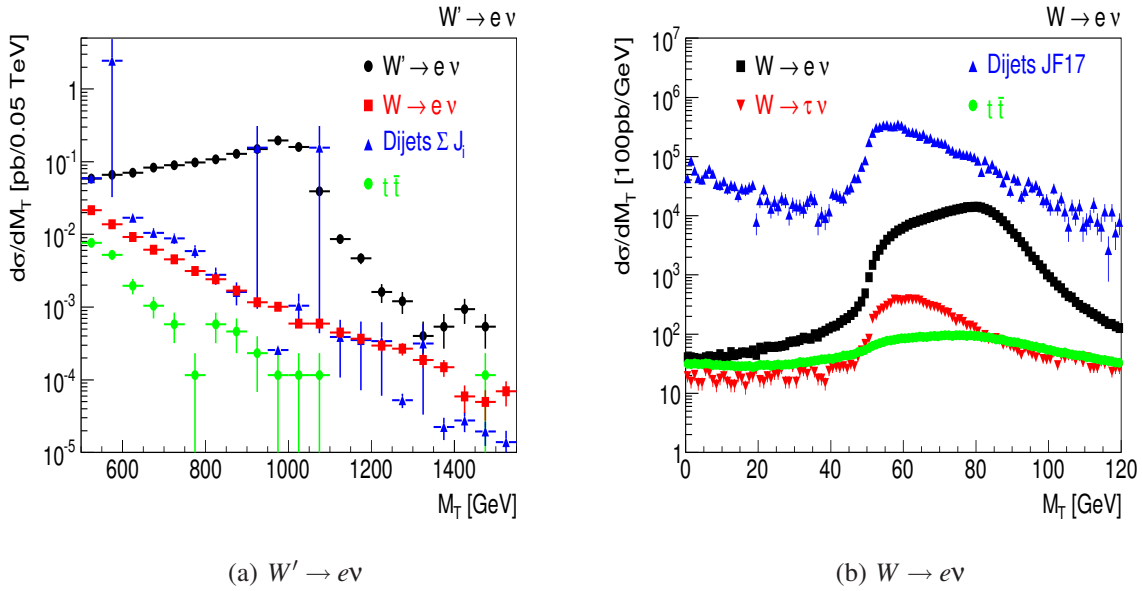 W' → e ν
dσ/dM_T [pb/0.05 TeV]
1
10^-1
10^-2
10^-3
10^-4
10^-5
W' → e ν
W → e ν
Dijets Σ J_i
t t̄
600 800 1000 1200 1400
M_T [GeV]
(a) W′ → eν
W → e ν
dσ/dM_T [100pb/GeV]
10^7
10^6
10^5
10^4
10^3
10^2
10
1
W → e ν
Dijets JF17
W → τ ν
t t̄
0 20 40 60 80 100 120
M_T [GeV]
(b) W → eν